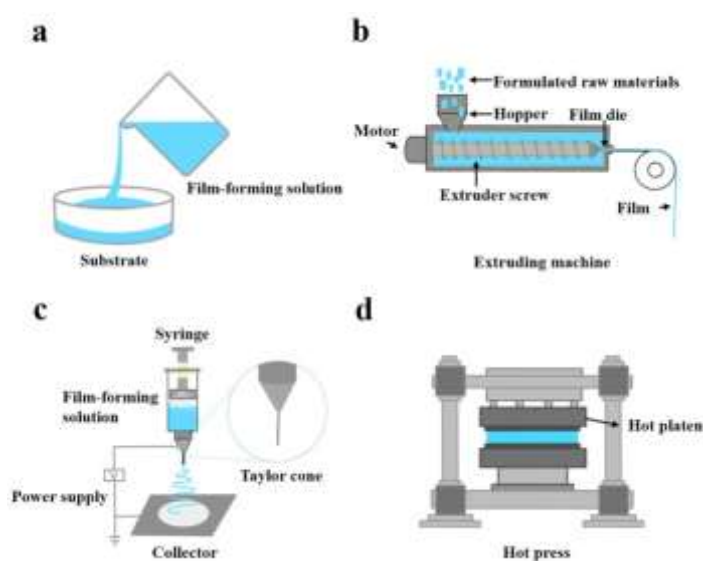 a
Film-forming solution
Substrate
b
Formulated raw materials
Hopper
Film die
Motor
Extruder screw
Film
Extruding machine
c
Syringe
Film-forming
solution
Taylor cone
Power supply
V
Collector
d
Hot platen
Hot press